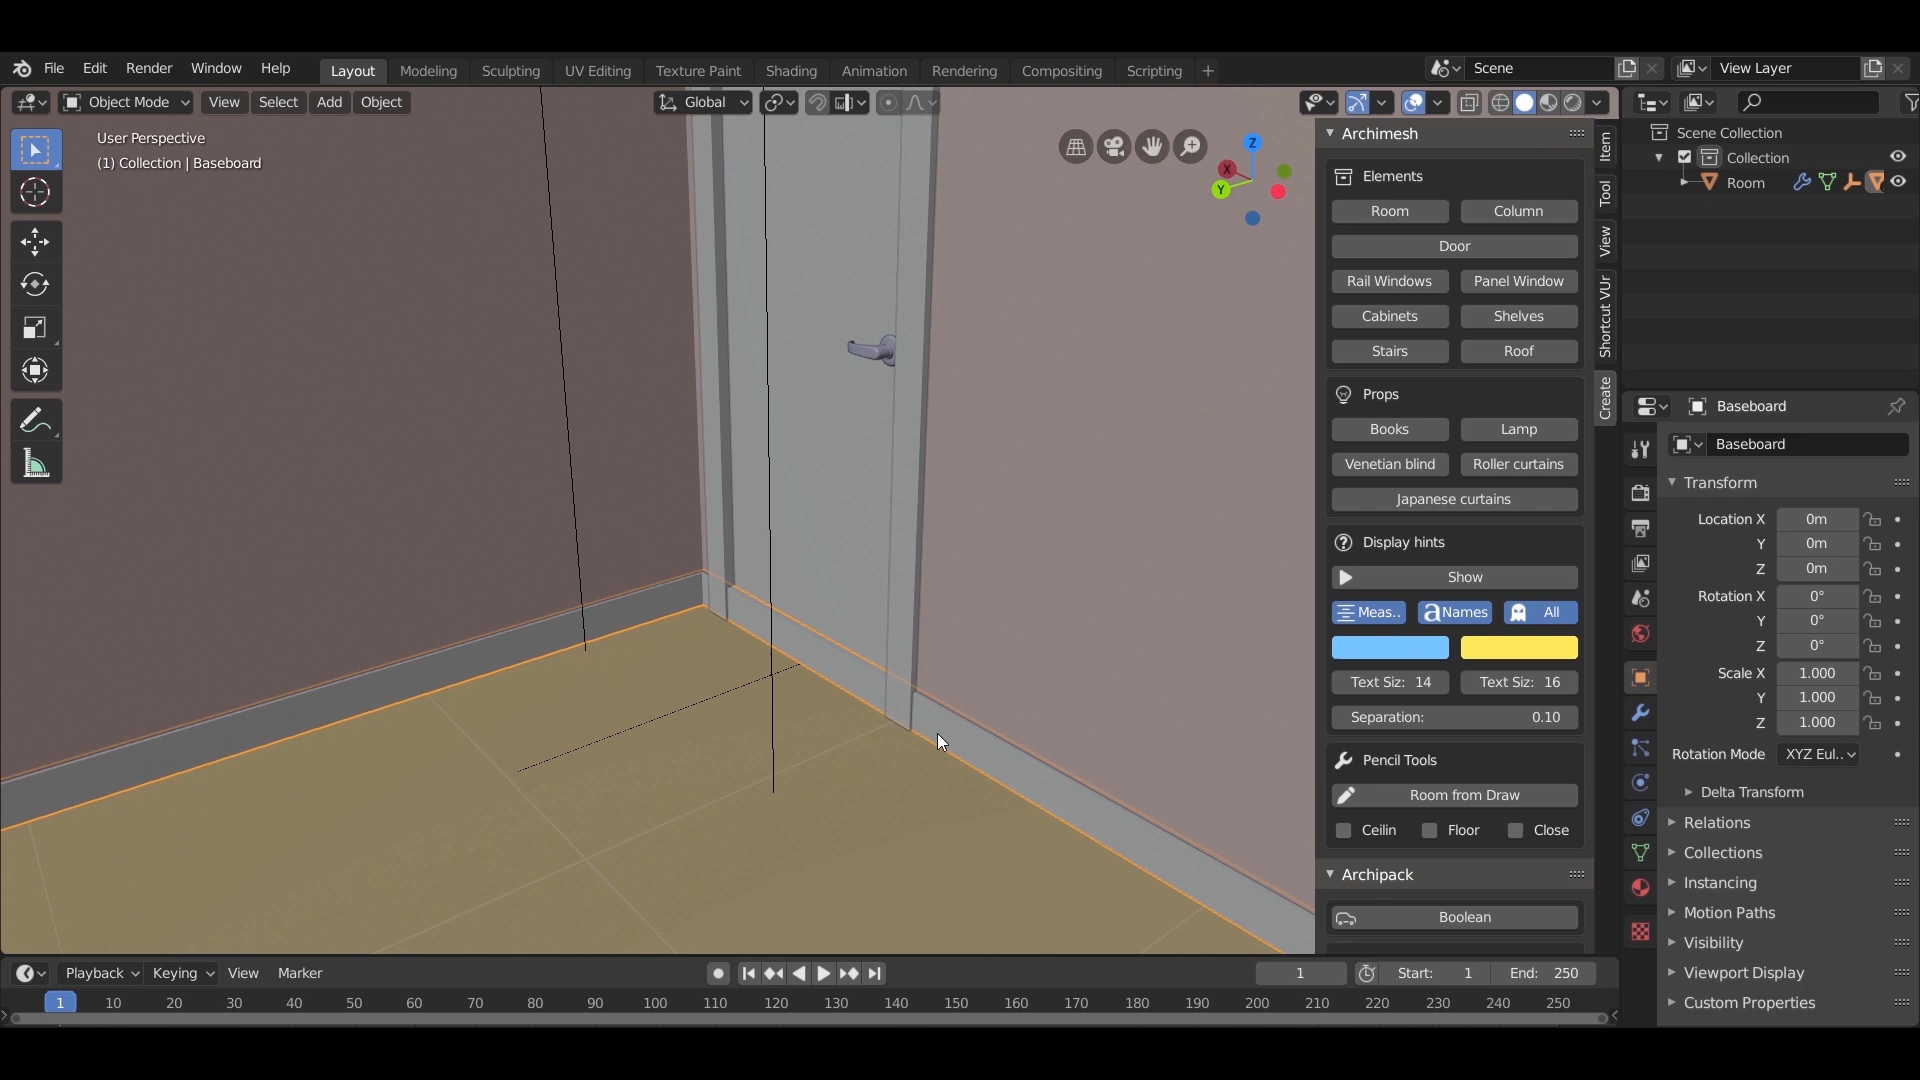 File Edit Render Window Help Layout Modeling Sculpting UV Editing Texture Paint Shading Animation Rendering Compositing Scripting + Scene View Layer
Object Mode View Select Add Object Global
User Perspective
(1) Collection | Baseboard
Z
X
Y
Archimesh
Elements
Room Column
Door
Rail Windows Panel Window
Cabinets Shelves
Stairs Roof
Props
Books Lamp
Venetian blind Roller curtains
Japanese curtains
Display hints
Show
Meas.. Names All
Text Siz: 14 Text Siz: 16
Separation: 0.10
Pencil Tools
Room from Draw
Ceilin Floor Close
Archipack
Boolean
Item
Tool
View
Shortcut VUr
Create
Scene Collection
Collection
Room
Baseboard
Baseboard
Transform
Location X 0m
Y 0m
Z 0m
Rotation X 0°
Y 0°
Z 0°
Scale X 1.000
Y 1.000
Z 1.000
Rotation Mode XYZ Eul..
Delta Transform
Relations
Collections
Instancing
Motion Paths
Visibility
Viewport Display
Custom Properties
Playback Keying View Marker 1 Start: 1 End: 250
1 10 20 30 40 50 60 70 80 90 100 110 120 130 140 150 160 170 180 190 200 210 220 230 240 250